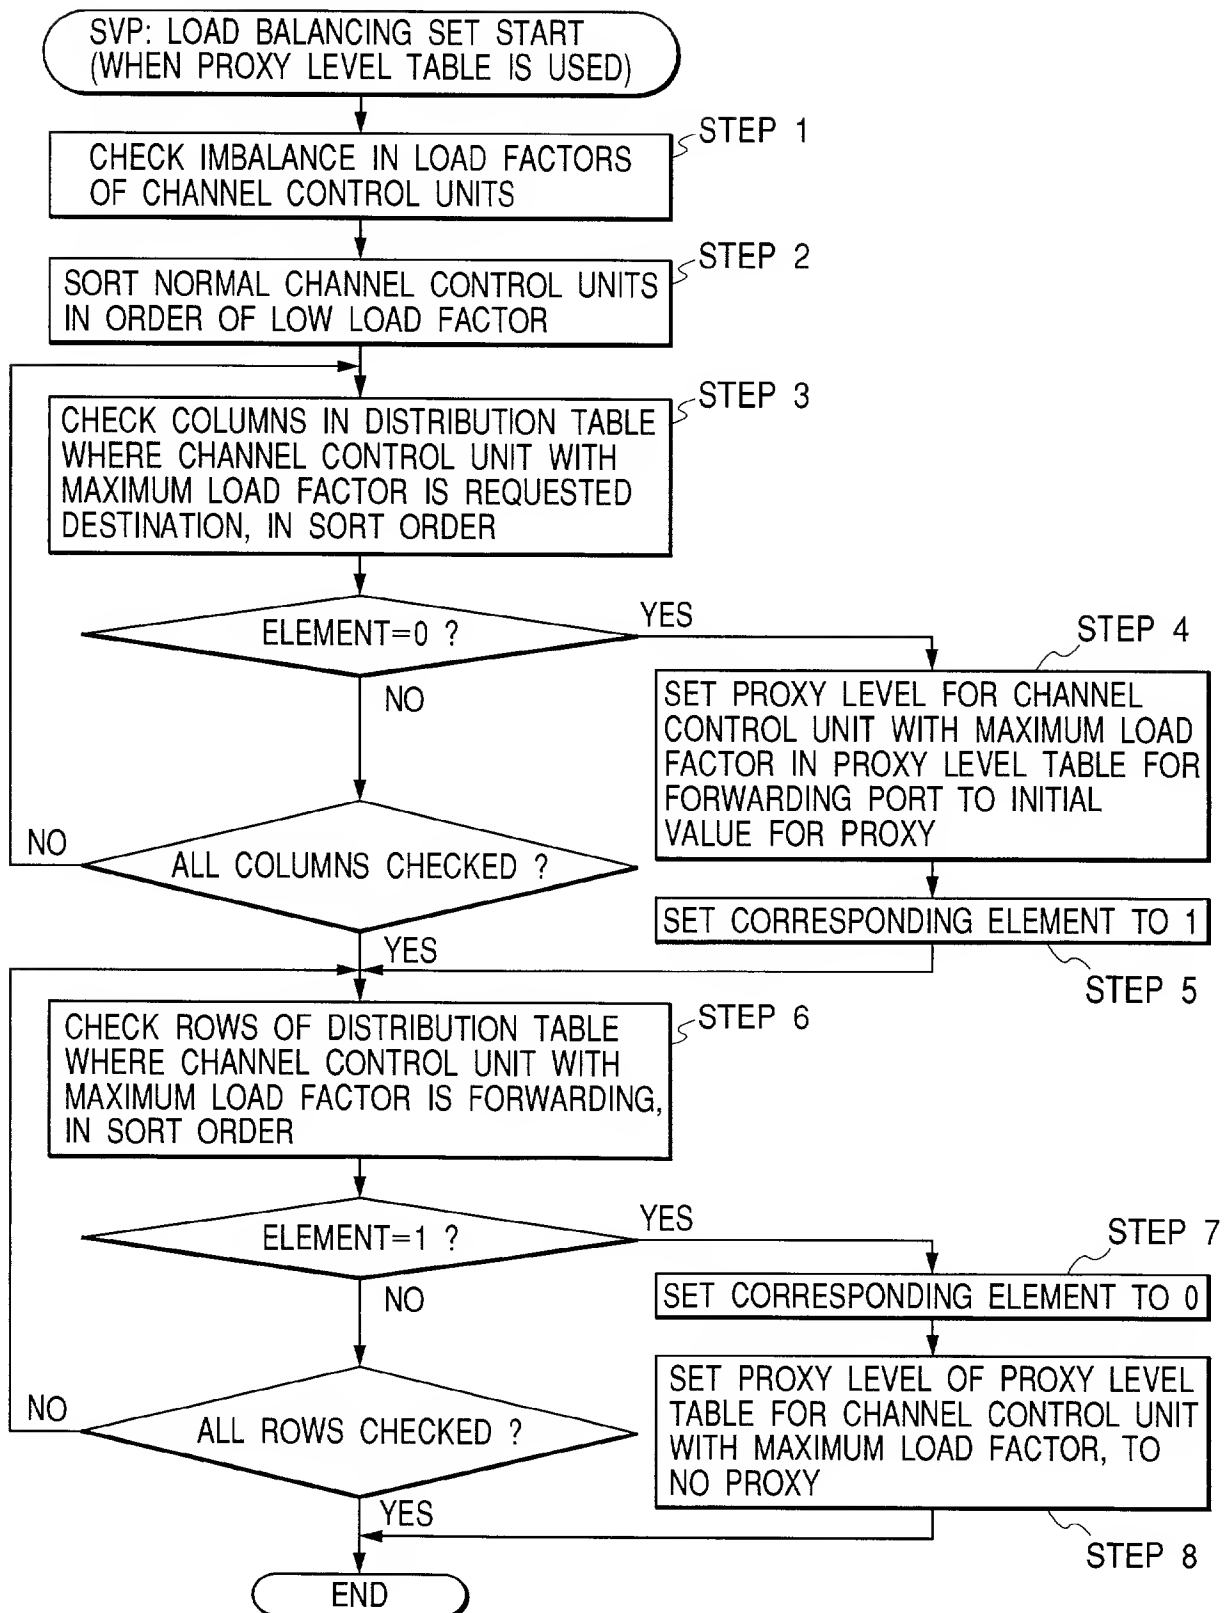 SVP: LOAD BALANCING SET START
(WHEN PROXY LEVEL TABLE IS USED)
STEP 1
CHECK IMBALANCE IN LOAD FACTORS
OF CHANNEL CONTROL UNITS
STEP 2
SORT NORMAL CHANNEL CONTROL UNITS
IN ORDER OF LOW LOAD FACTOR
STEP 3
CHECK COLUMNS IN DISTRIBUTION TABLE
WHERE CHANNEL CONTROL UNIT WITH
MAXIMUM LOAD FACTOR IS REQUESTED
DESTINATION, IN SORT ORDER
ELEMENT=0 ?
YES
NO
STEP 4
SET PROXY LEVEL FOR CHANNEL
CONTROL UNIT WITH MAXIMUM LOAD
FACTOR IN PROXY LEVEL TABLE FOR
FORWARDING PORT TO INITIAL
VALUE FOR PROXY
NO
ALL COLUMNS CHECKED ?
YES
SET CORRESPONDING ELEMENT TO 1
STEP 5
STEP 6
CHECK ROWS OF DISTRIBUTION TABLE
WHERE CHANNEL CONTROL UNIT WITH
MAXIMUM LOAD FACTOR IS FORWARDING,
IN SORT ORDER
ELEMENT=1 ?
YES
NO
STEP 7
SET CORRESPONDING ELEMENT TO 0
SET PROXY LEVEL OF PROXY LEVEL
TABLE FOR CHANNEL CONTROL UNIT
WITH MAXIMUM LOAD FACTOR, TO
NO PROXY
STEP 8
NO
ALL ROWS CHECKED ?
YES
END